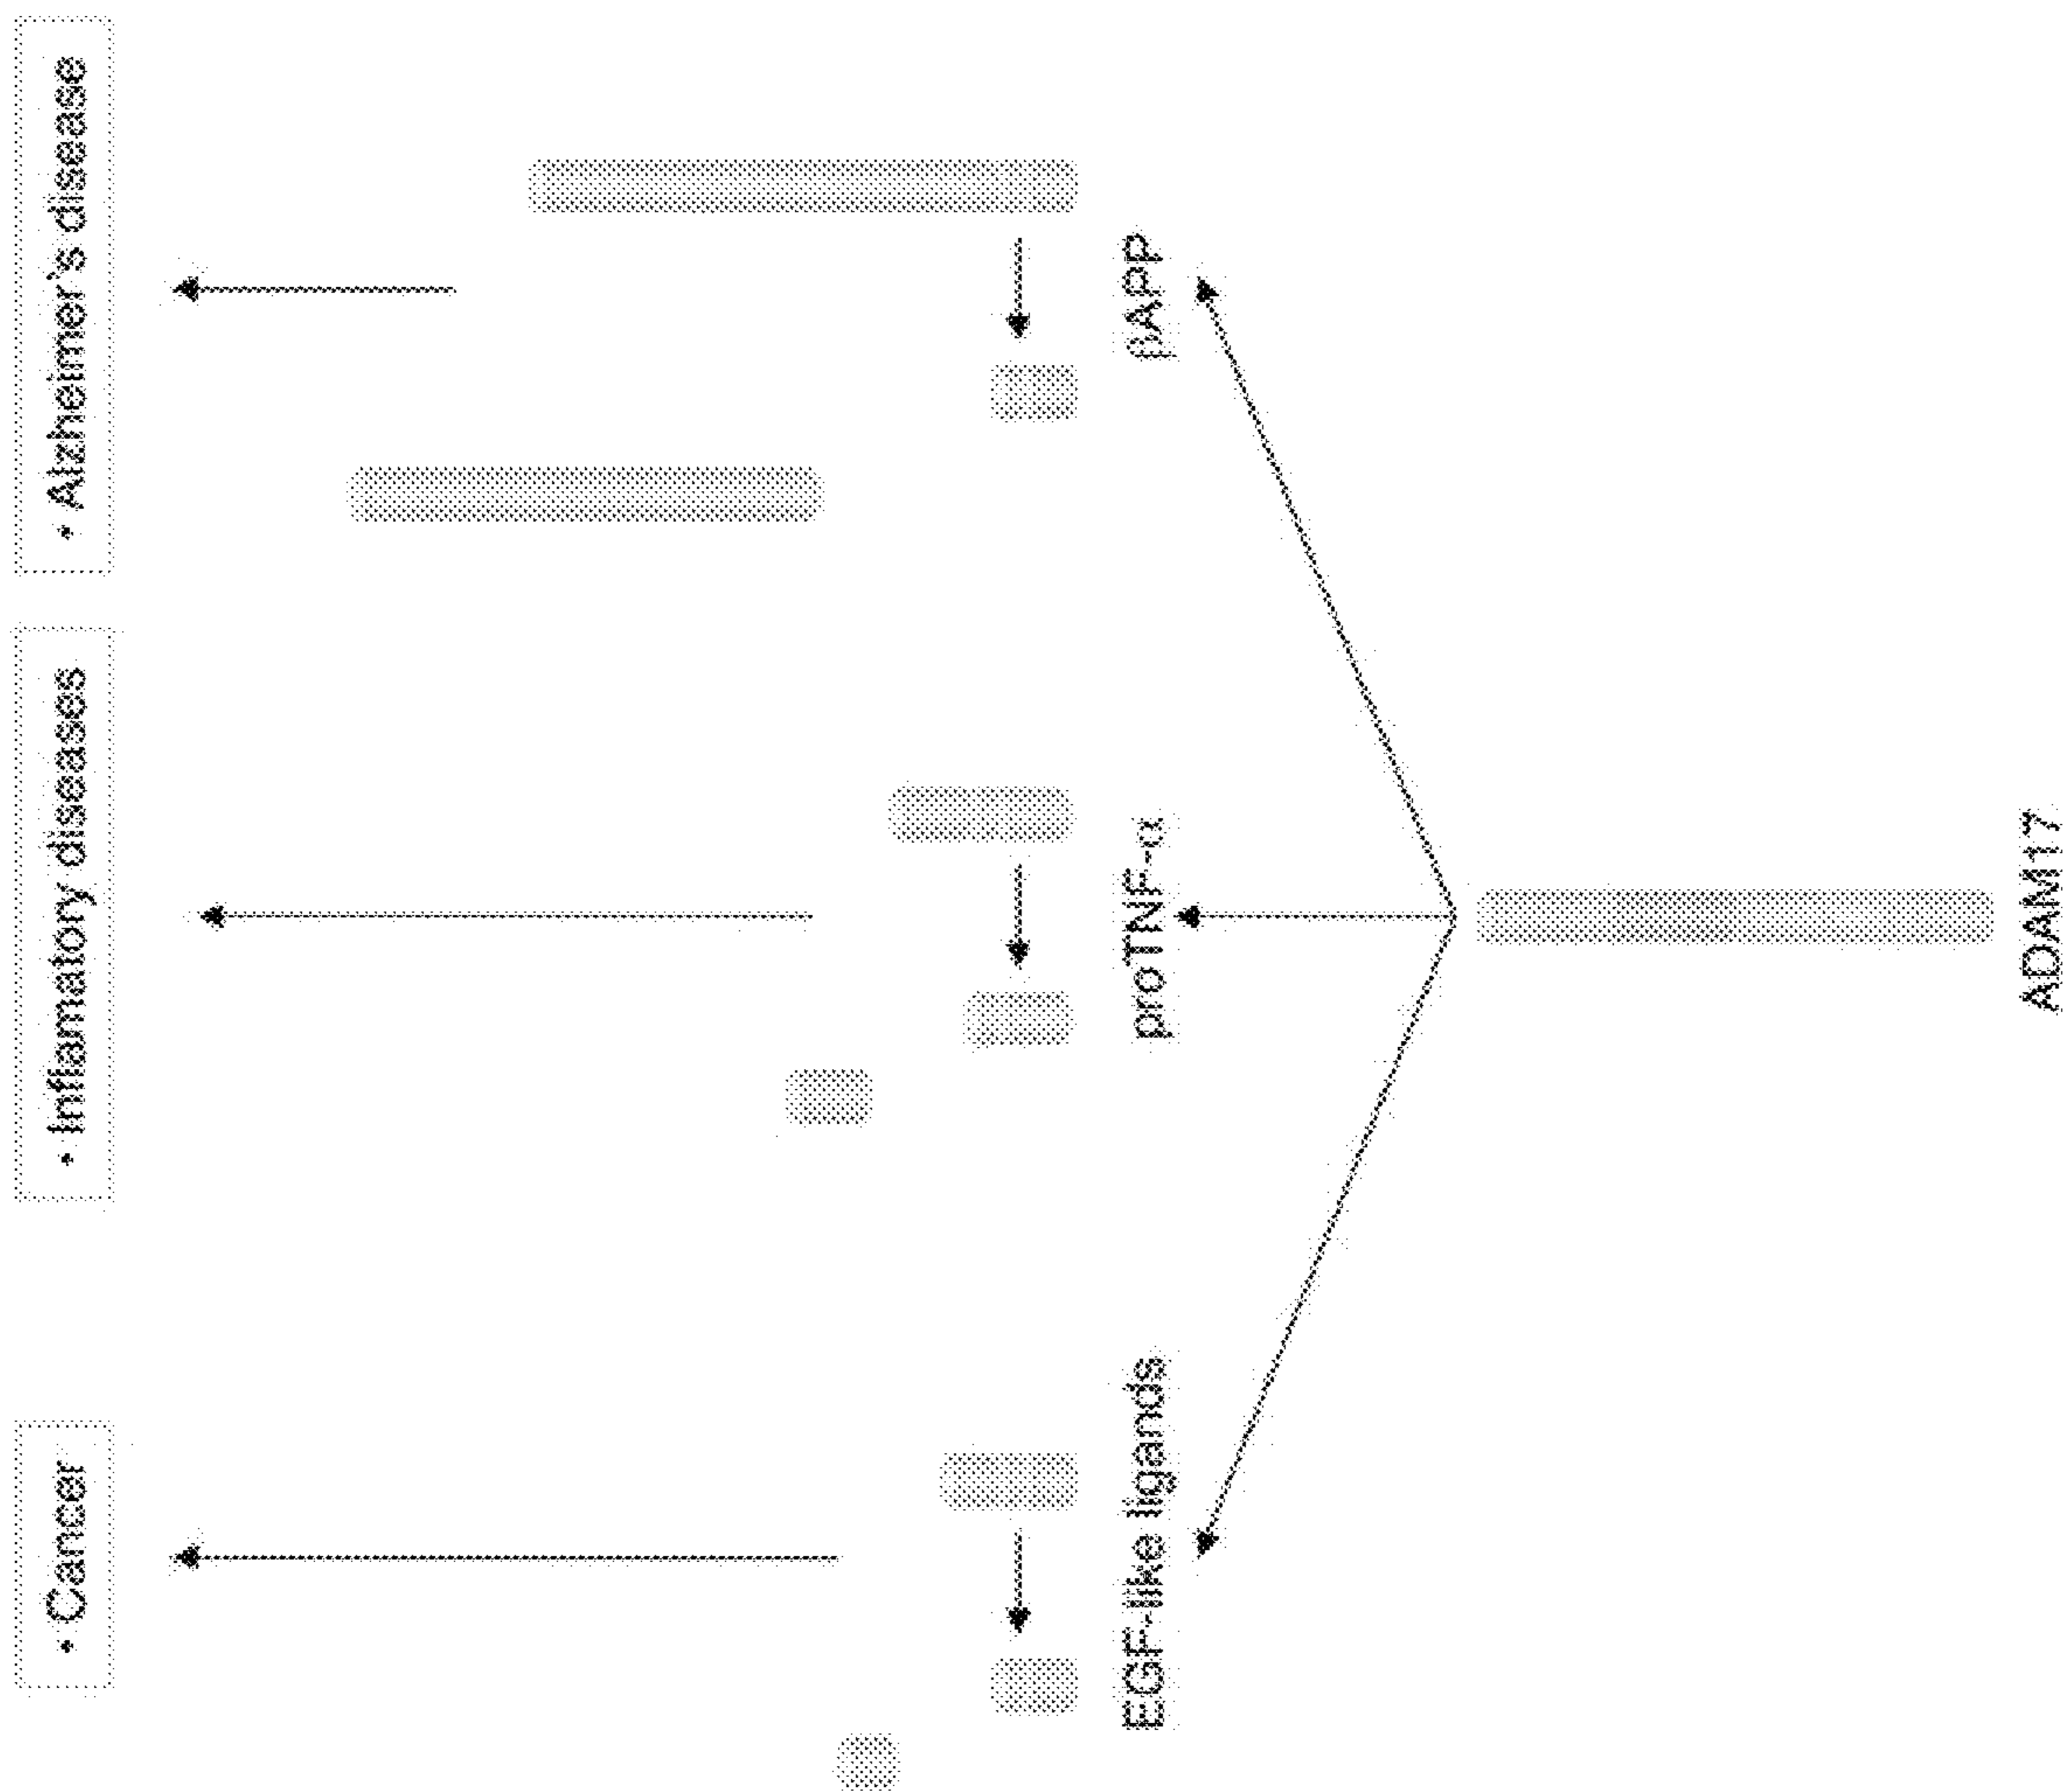 • Cancer
• Inflamatory diseases
• Alzheimer's disease
EGF-like ligands
proTNF-α
βAPP
ADAM17